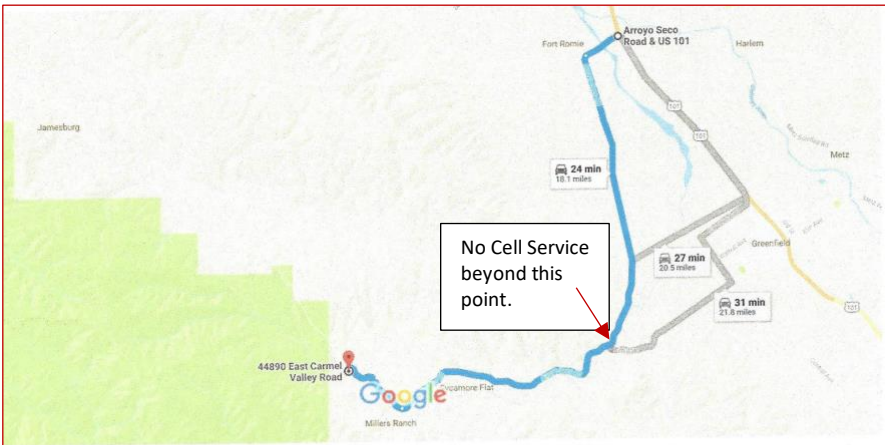 Arroyo Seco
Road & US 101
Fort Romie
Harlem
Jamesburg
101
101
Metz
24 min
18.1 miles
No Cell Service
beyond this
point.
Greenfield
27 min
20.5 miles
31 min
21.8 miles
101
44890 East Carmel
Valley Road
Google
Sycamore Flat
Millers Ranch